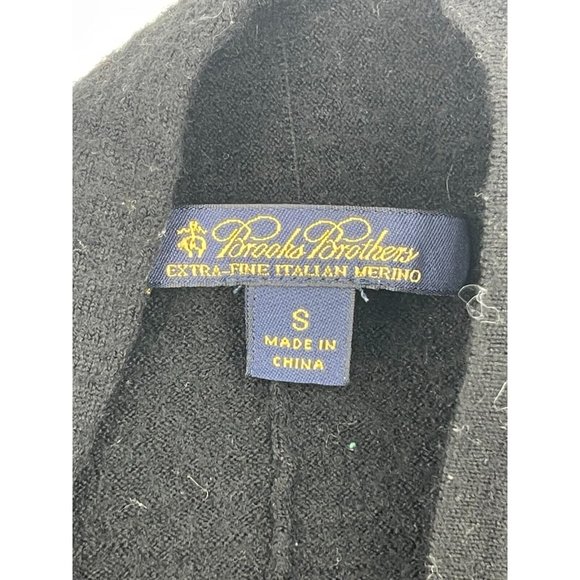 Brooks Brothers
EXTRA-FINE ITALIAN MERINO
S
MADE IN
CHINA